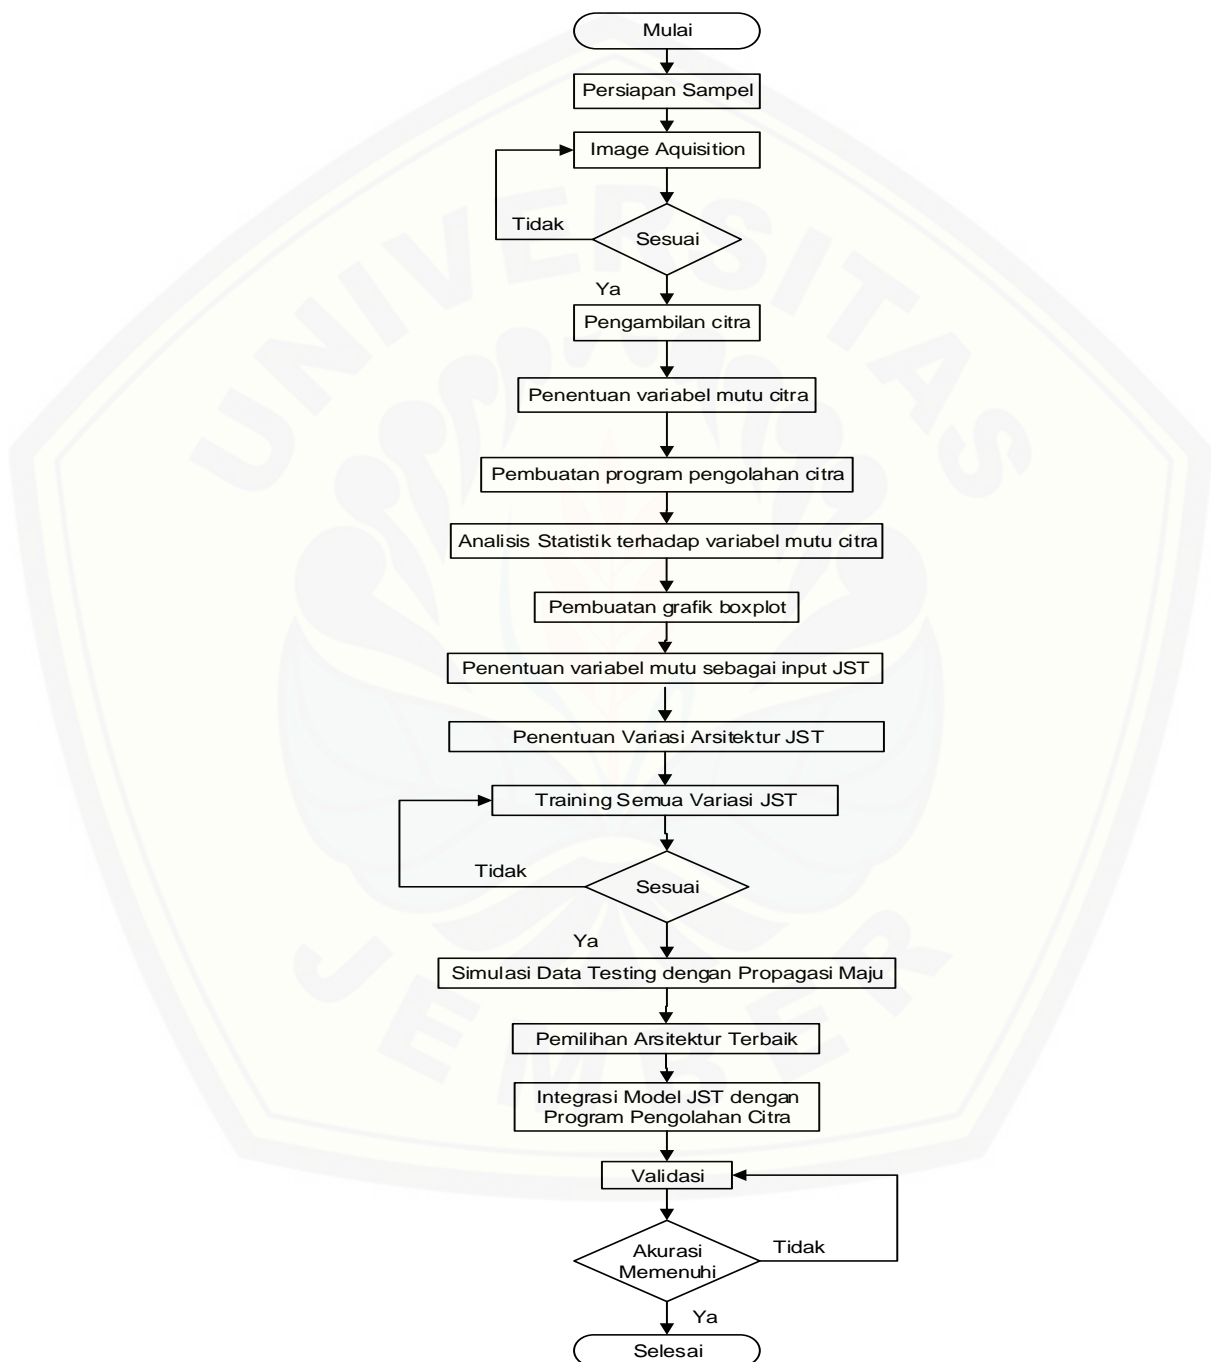 Mulai
Persiapan Sampel
Image Aquisition
Tidak
Sesuai
Ya
Pengambilan citra
Penentuan variabel mutu citra
Pembuatan program pengolahan citra
Analisis Statistik terhadap variabel mutu citra
Pembuatan grafik boxplot
Penentuan variabel mutu sebagai input JST
Penentuan Variasi Arsitektur JST
Training Semua Variasi JST
Tidak
Sesuai
Ya
Simulasi Data Testing dengan Propagasi Maju
Pemilihan Arsitektur Terbaik
Integrasi Model JST dengan
Program Pengolahan Citra
Validasi
Akurasi
Memenuhi
Tidak
Ya
Selesai
UNIVERSITAS
JEMBER